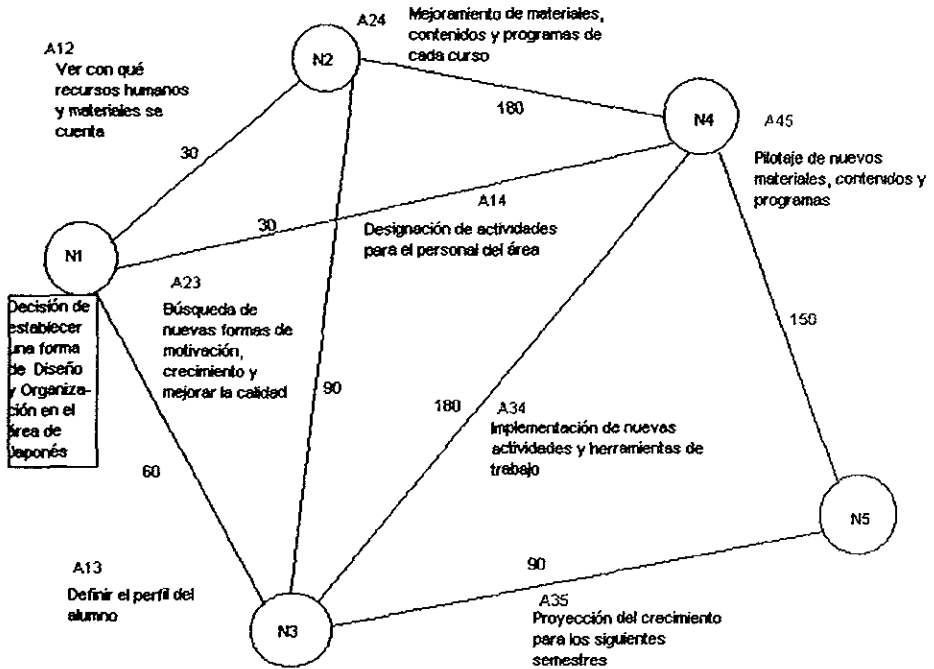 A12
Ver con qué
recursos humanos
y materiales se
cuenta
N2
A24
Mejoramiento de materiales,
contenidos y programas de
cada curso
180
N4
A45
Pilotaje de nuevos
materiales, contenidos y
programas
30
N1
30
A14
Designación de actividades
para el personal del área
Decisión de
establecer
una forma
de Diseño
y Organiza-
ción en el
área de
Japonés
A23
Búsqueda de
nuevas formas de
motivación,
crecimiento y
mejorar la calidad
90
150
180
A34
Implementación de nuevas
actividades y herramientas de
trabajo
60
N5
A13
Definir el perfil del
alumno
N3
90
A35
Proyección del crecimiento
para los siguientes
semestres